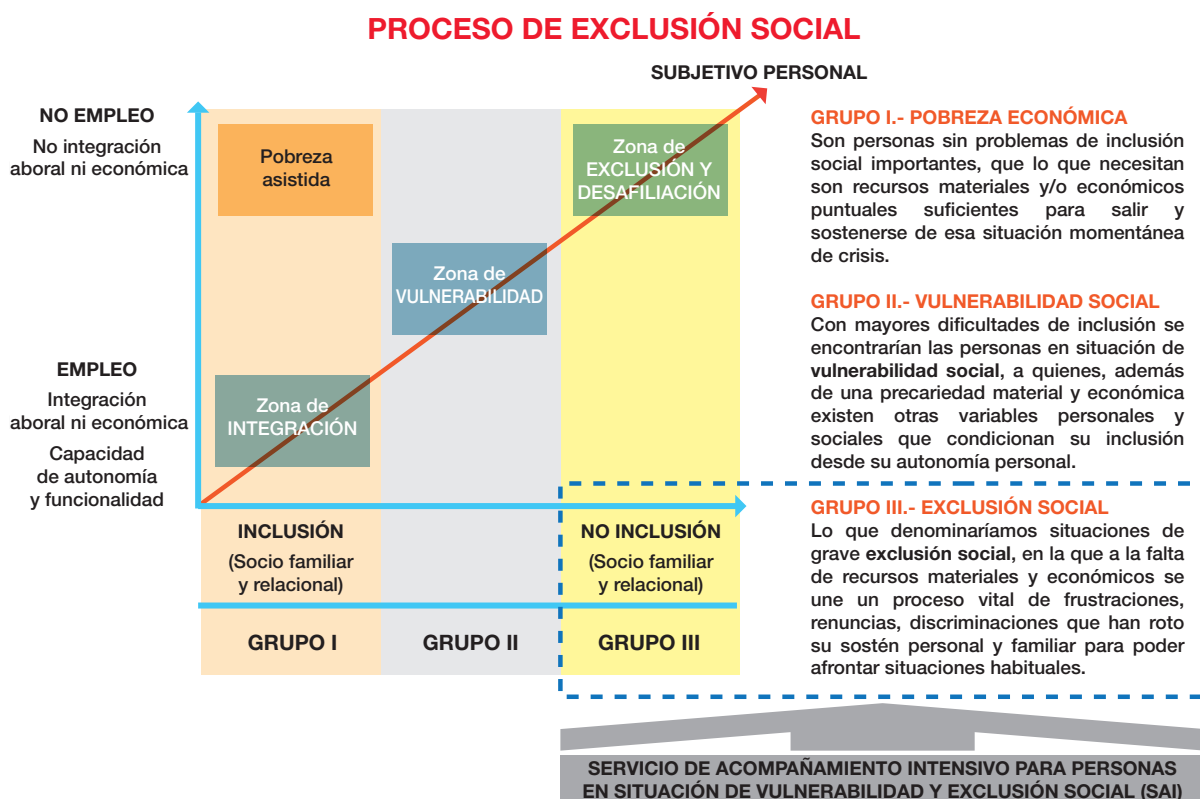 PROCESO DE EXCLUSIÓN SOCIAL
SUBJETIVO PERSONAL
NO EMPLEO
No integración
aboral ni económica
Pobreza
asistida
Zona de
EXCLUSIÓN Y
DESAFILIACIÓN
Zona de
VULNERABILIDAD
EMPLEO
Integración
aboral ni económica
Capacidad
de autonomía
y funcionalidad
Zona de
INTEGRACIÓN
INCLUSIÓN
(Socio familiar
y relacional)
NO INCLUSIÓN
(Socio familiar
y relacional)
GRUPO I
GRUPO II
GRUPO III
GRUPO I.- POBREZA ECONÓMICA
Son personas sin problemas de inclusión
social importantes, que lo que necesitan
son recursos materiales y/o económicos
puntuales suficientes para salir y
sostenerse de esa situación momentánea
de crisis.
GRUPO II.- VULNERABILIDAD SOCIAL
Con mayores dificultades de inclusión se
encontrarían las personas en situación de
vulnerabilidad social, a quienes, además
de una precariedad material y económica
existen otras variables personales y
sociales que condicionan su inclusión
desde su autonomía personal.
GRUPO III.- EXCLUSIÓN SOCIAL
Lo que denominaríamos situaciones de
grave exclusión social, en la que a la falta
de recursos materiales y económicos se
une un proceso vital de frustraciones,
renuncias, discriminaciones que han roto
su sostén personal y familiar para poder
afrontar situaciones habituales.
SERVICIO DE ACOMPAÑAMIENTO INTENSIVO PARA PERSONAS
EN SITUACIÓN DE VULNERABILIDAD Y EXCLUSIÓN SOCIAL (SAI)